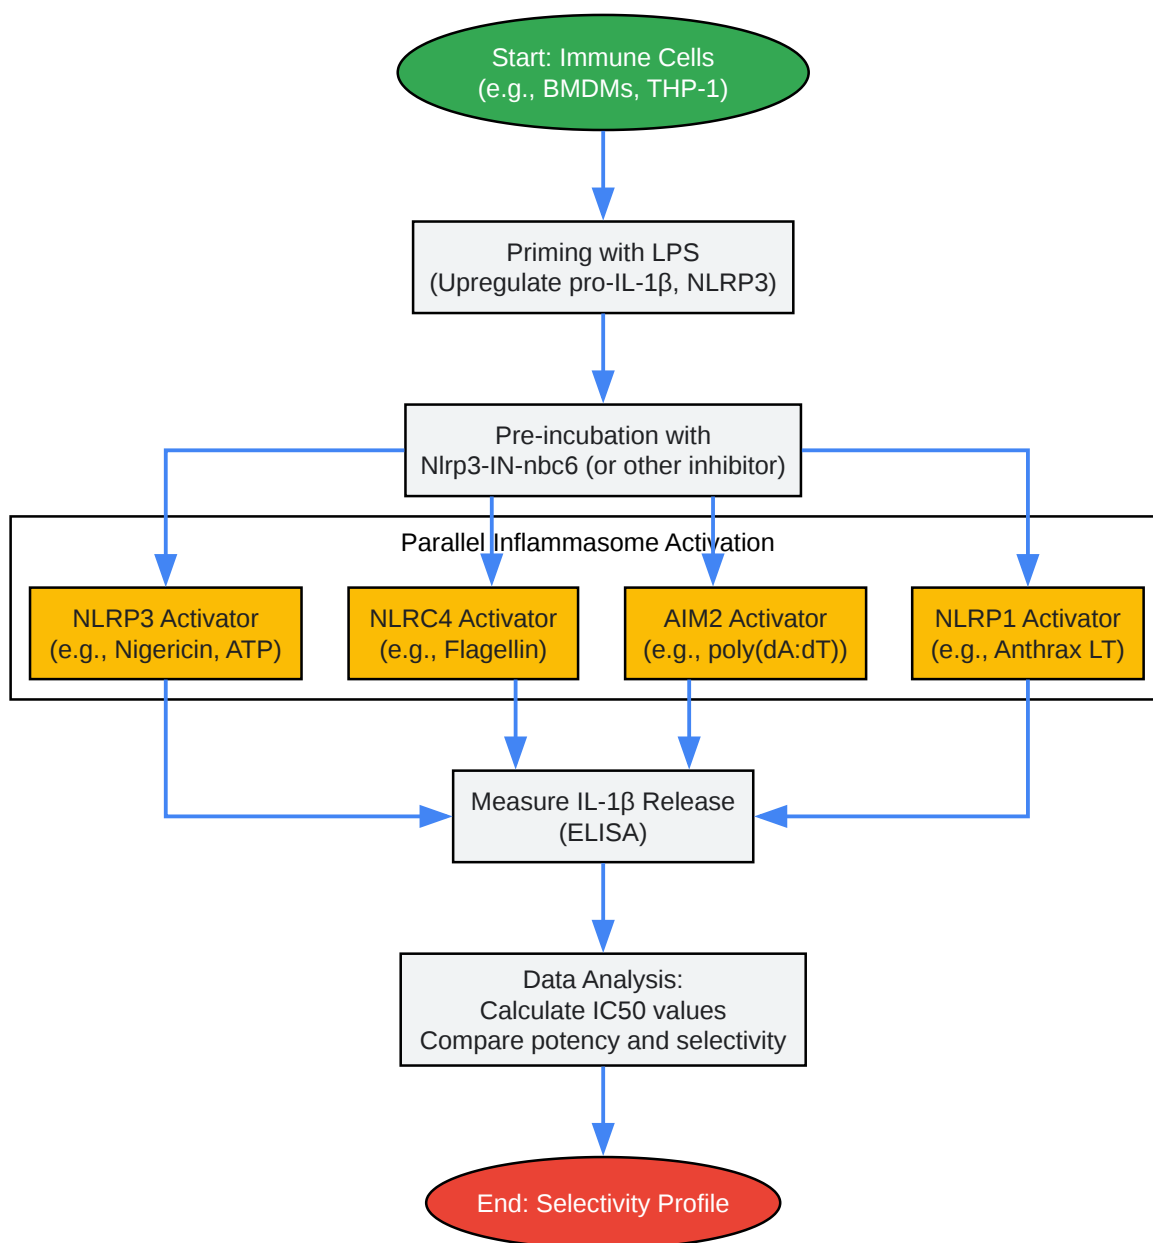 Start: Immune Cells
(e.g., BMDMs, THP-1)
Priming with LPS
(Upregulate pro-IL-1β, NLRP3)
Pre-incubation with
Nlrp3-IN-nbc6 (or other inhibitor)
Parallel Inflammasome Activation
NLRP3 Activator
(e.g., Nigericin, ATP)
NLRC4 Activator
(e.g., Flagellin)
AIM2 Activator
(e.g., poly(dA:dT))
NLRP1 Activator
(e.g., Anthrax LT)
Measure IL-1β Release
(ELISA)
Data Analysis:
Calculate IC50 values
Compare potency and selectivity
End: Selectivity Profile